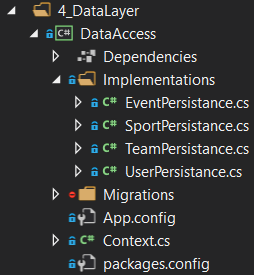 4_DataLayer
C# DataAccess
Dependencies
Implementations
C# EventPersistance.cs
C# SportPersistance.cs
C# TeamPersistance.cs
C# UserPersistance.cs
Migrations
App.config
C# Context.cs
packages.config